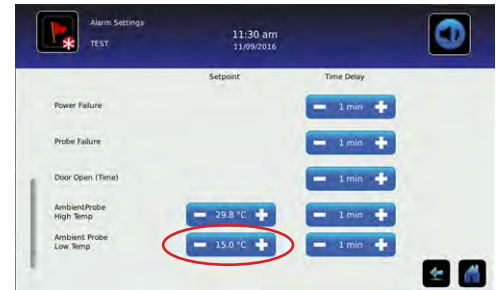 Alarm Settings
TEST
11:30 am
11/09/2016
Setpoint Time Delay
Power Failure 1 min
Probe Failure 1 min
Door Open (Time) 1 min
AmbientProbe
High Temp 29.8 °C 1 min
Ambient Probe
Low Temp 15.0 °C 1 min